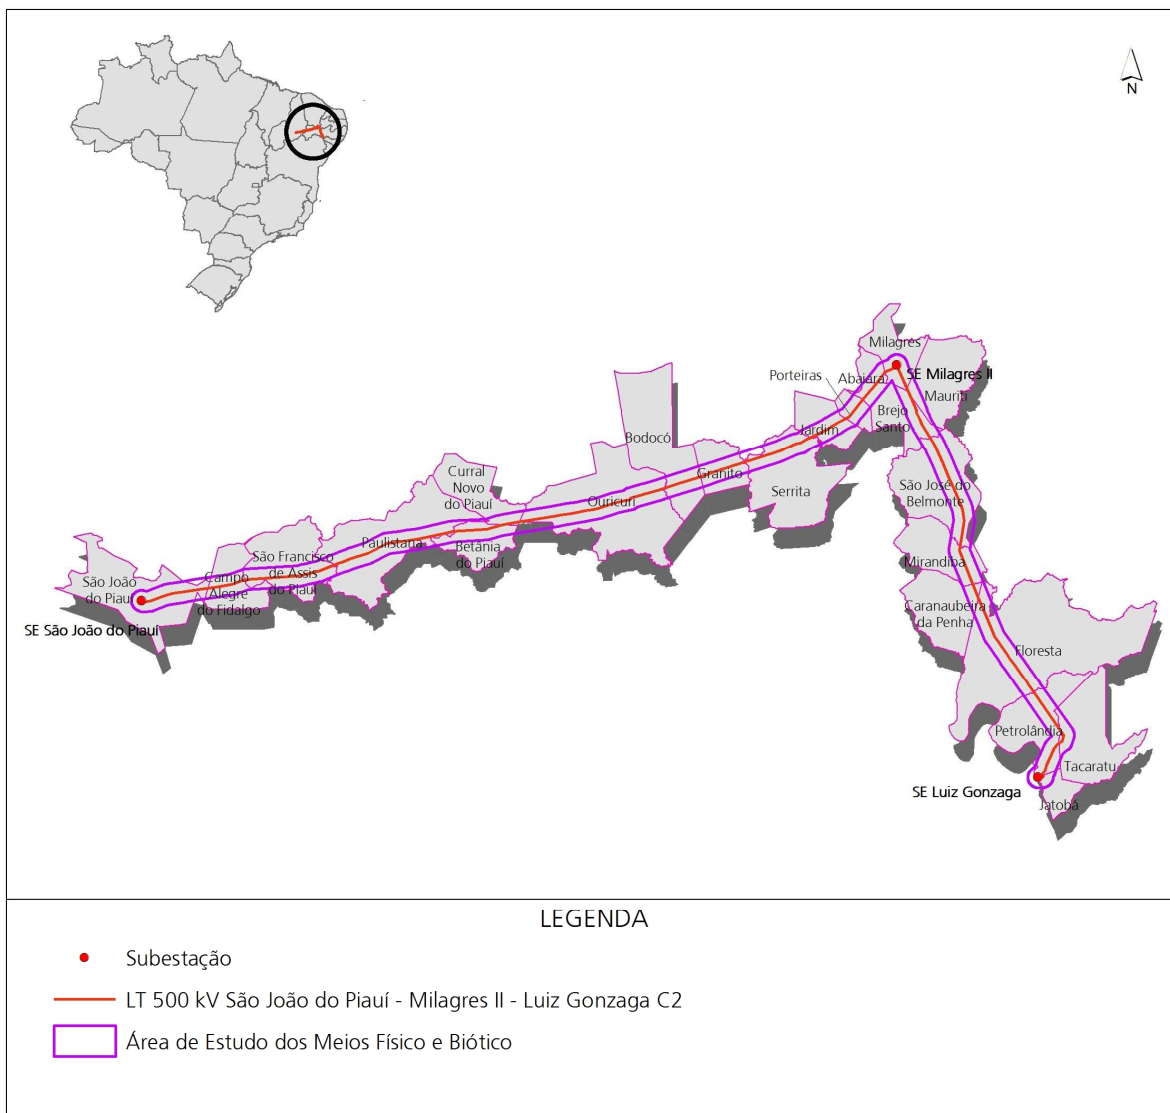 N
Milagres
SE Milagres II
Porteiras
Abaiara
Mauriti
Brejo
Santo
Jardim
Bodocó
Granito
Serrita
Curral
Novo
do Piauí
Ouricuri
São José do
Belmonte
Paulistana
Betânia
do Piauí
São Francisco
de Assis
do Piauí
Mirandiba
Campo
Alegre
do Fidalgo
São João
do Piauí
SE São João do Piauí
Caranaubeira
da Penha
Floresta
Petrolândia
Tacaratu
SE Luiz Gonzaga
Jatobá
LEGENDA
Subestação
LT 500 kV São João do Piauí - Milagres II - Luiz Gonzaga C2
Área de Estudo dos Meios Físico e Biótico